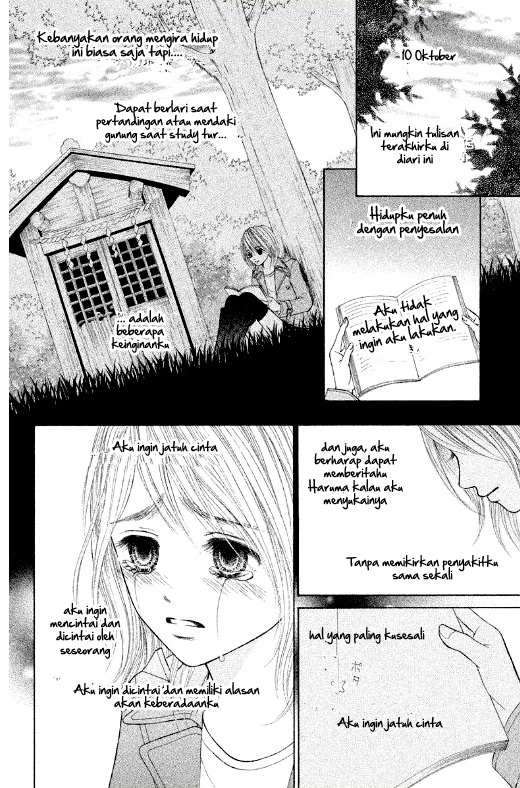 -10 Oktober
Ini mungkin tulisan
terakhirku di
diari ini
Hidupku penuh
dengan penyesalan
Aku tidak
melakukan hal yang
ingin aku lakukan.
Kebanyakan orang mengira hidup
ini biasa saja tapi....
Dapat berlari saat
pertandingan atau mendaki
gunung saat study tur...
... adalah
beberapa
keinginanku
dan juga, aku
berharap dapat
memberitahu
Haruma kalau aku
menyukainya
Tanpa memikirkan penyakitku
sama sekali
Aku ingin jatuh cinta
aku ingin
mencintai dan
dicintai oleh
seseorang
Aku ingin dicintai dan memiliki alasan
akan keberadaanku
hal yang paling kusesali
Aku ingin jatuh cinta